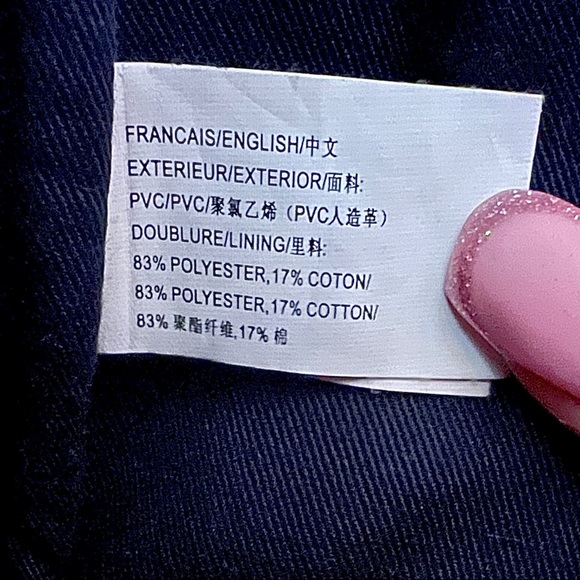 FRANCAIS/ENGLISH/中文
EXTERIEUR/EXTERIOR/面料:
PVC/PVC/聚氯乙烯（PVC人造革）
DOUBLURE/LINING/里料:
83% POLYESTER,17% COTON/
83% POLYESTER,17% COTTON/
83% 聚酯纤维,17% 棉